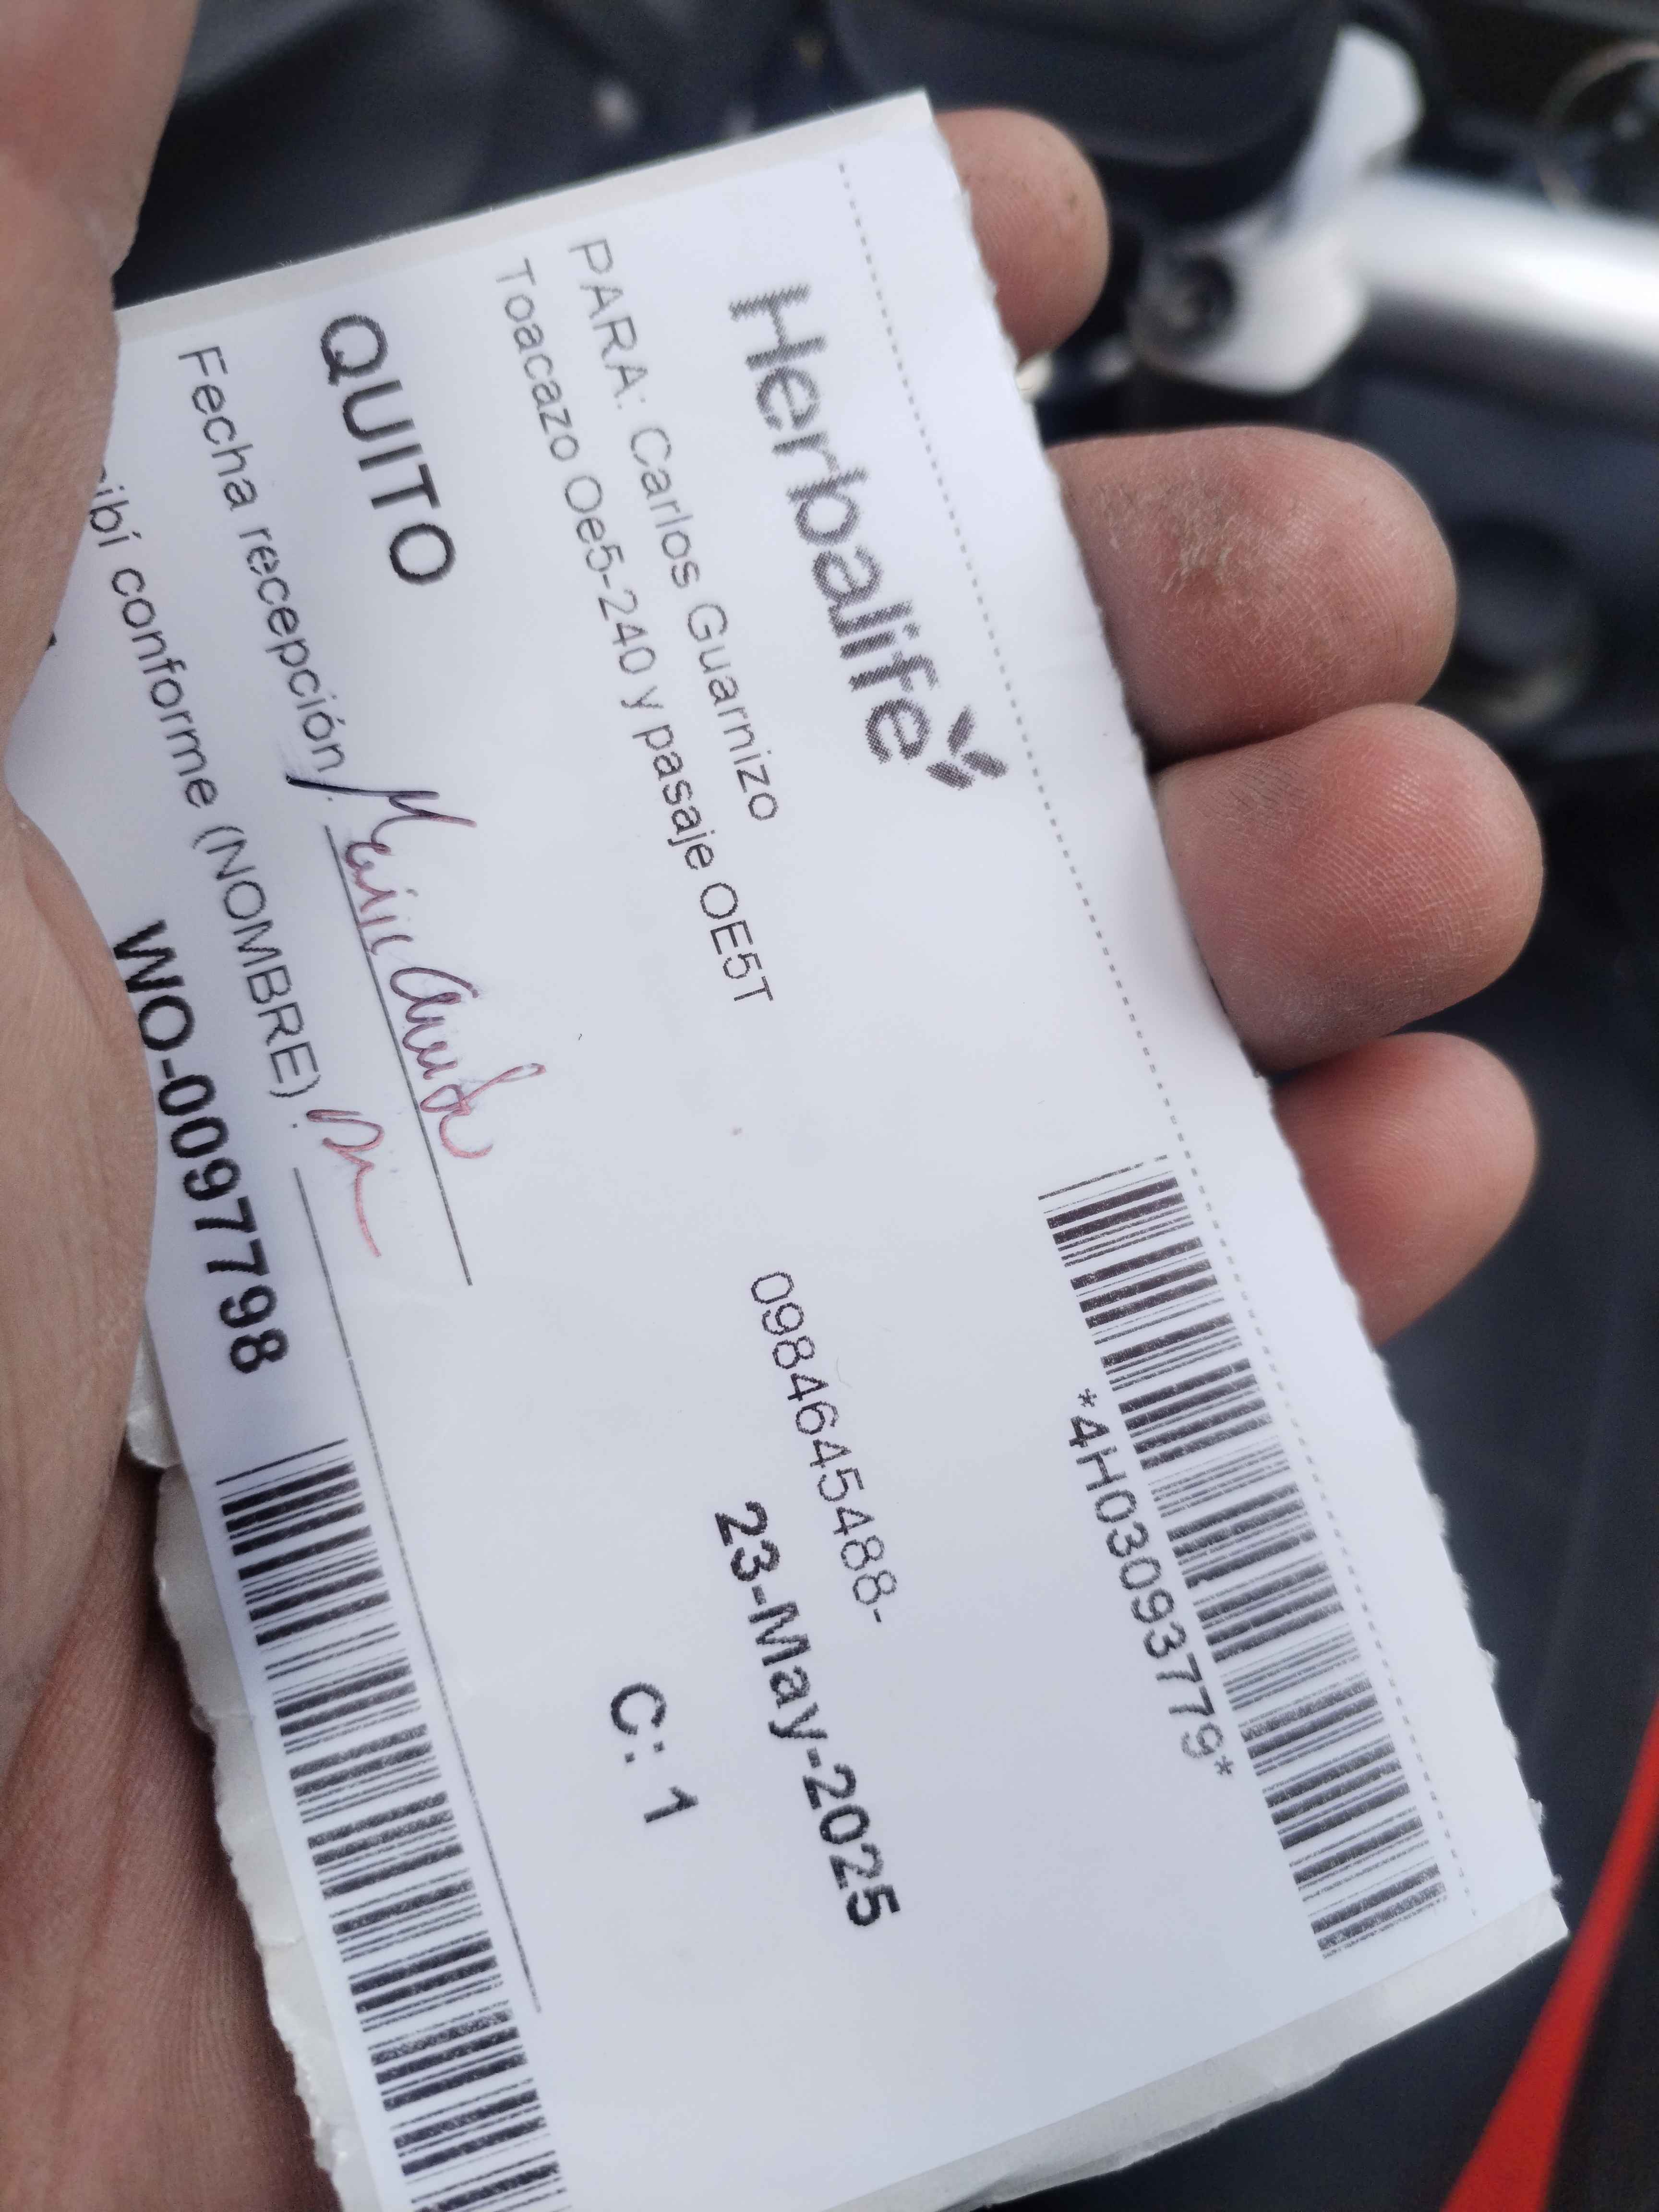 Herbalife
*4H03093779*
PARA: Carlos Guarnizo
0984645488-
Toacazo Oe5-240 y pasaje OE5T
23-May-2025
QUITO
C: 1
Fecha recepción
ibí conforme (NOMBRE):
WO-0097798